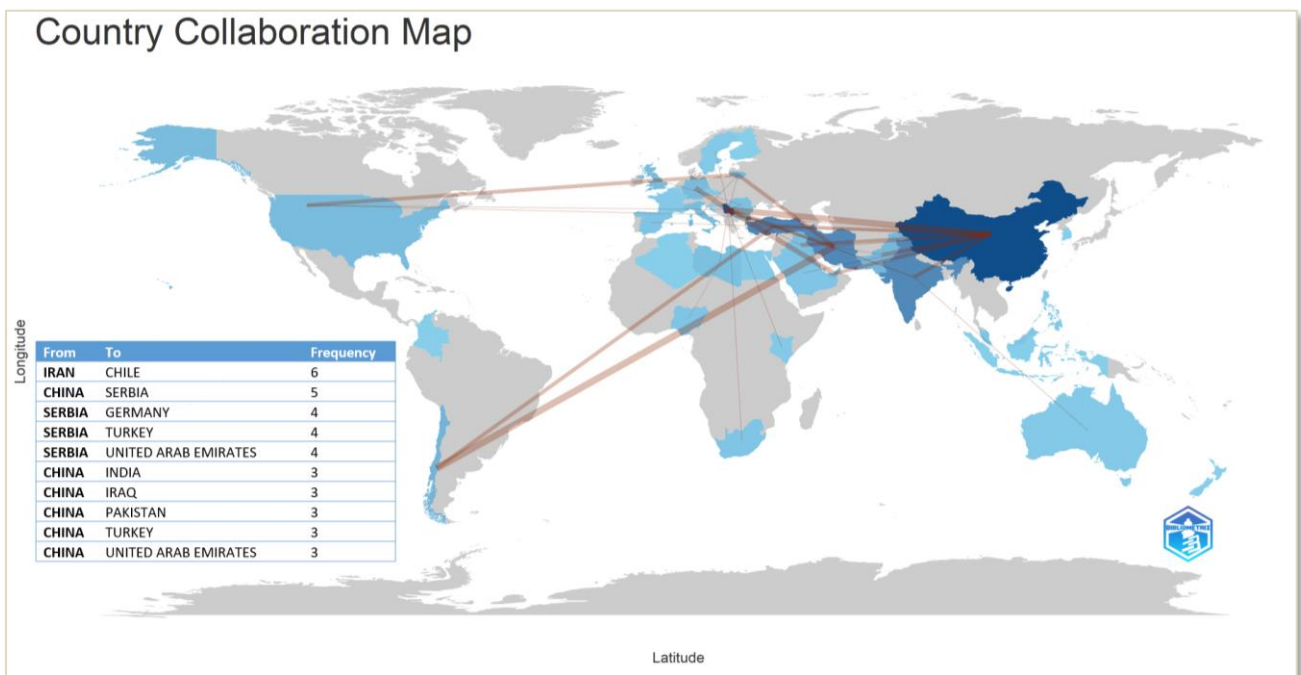 Country Collaboration Map
Longitude
From To Frequency
IRAN CHILE 6
CHINA SERBIA 5
SERBIA GERMANY 4
SERBIA TURKEY 4
SERBIA UNITED ARAB EMIRATES 4
CHINA INDIA 3
CHINA IRAQ 3
CHINA PAKISTAN 3
CHINA TURKEY 3
CHINA UNITED ARAB EMIRATES 3
BIBLIOMETRIX
Latitude